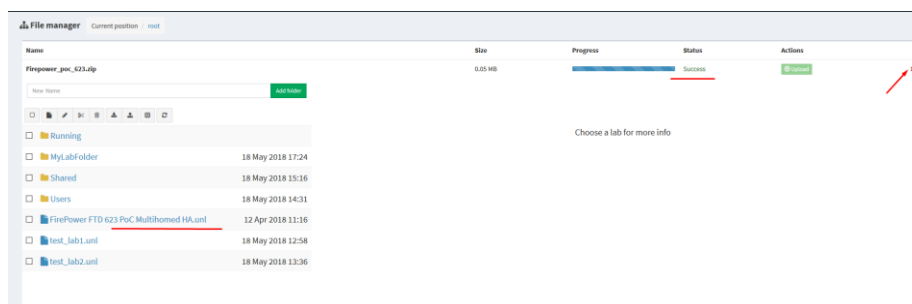 File manager Current position / root
Name Size Progress Status Actions
Firepower_poc_623.zip 0.05 MB Success Upload
New Name Add folder
Running
Choose a lab for more info
MyLabFolder 18 May 2018 17:24
Shared 18 May 2018 15:16
Users 18 May 2018 14:31
FirePower FTD 623 PoC Multihomed HA.unl 12 Apr 2018 11:16
test_lab1.unl 18 May 2018 12:58
test_lab2.unl 18 May 2018 13:36